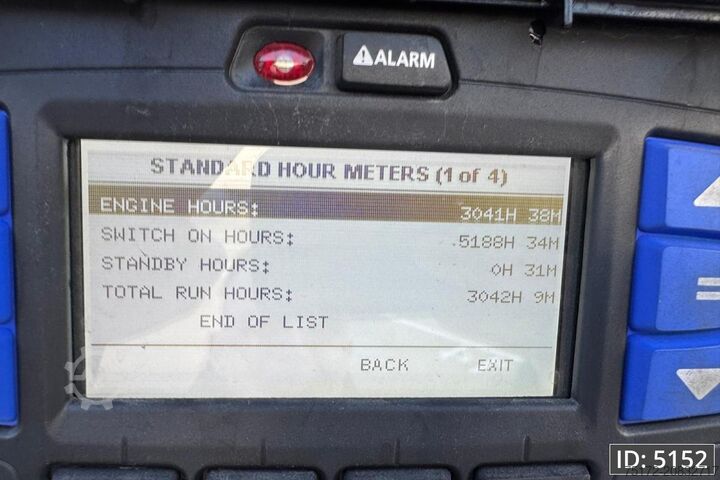 ALARM
STANDARD HOUR METERS (1 of 4)
ENGINE HOURS: 3041H 38M
SWITCH ON HOURS: 5188H 34M
STANDBY HOURS: 0H 31M
TOTAL RUN HOURS: 3042H 9M
END OF LIST
BACK EXIT
ID: 5152